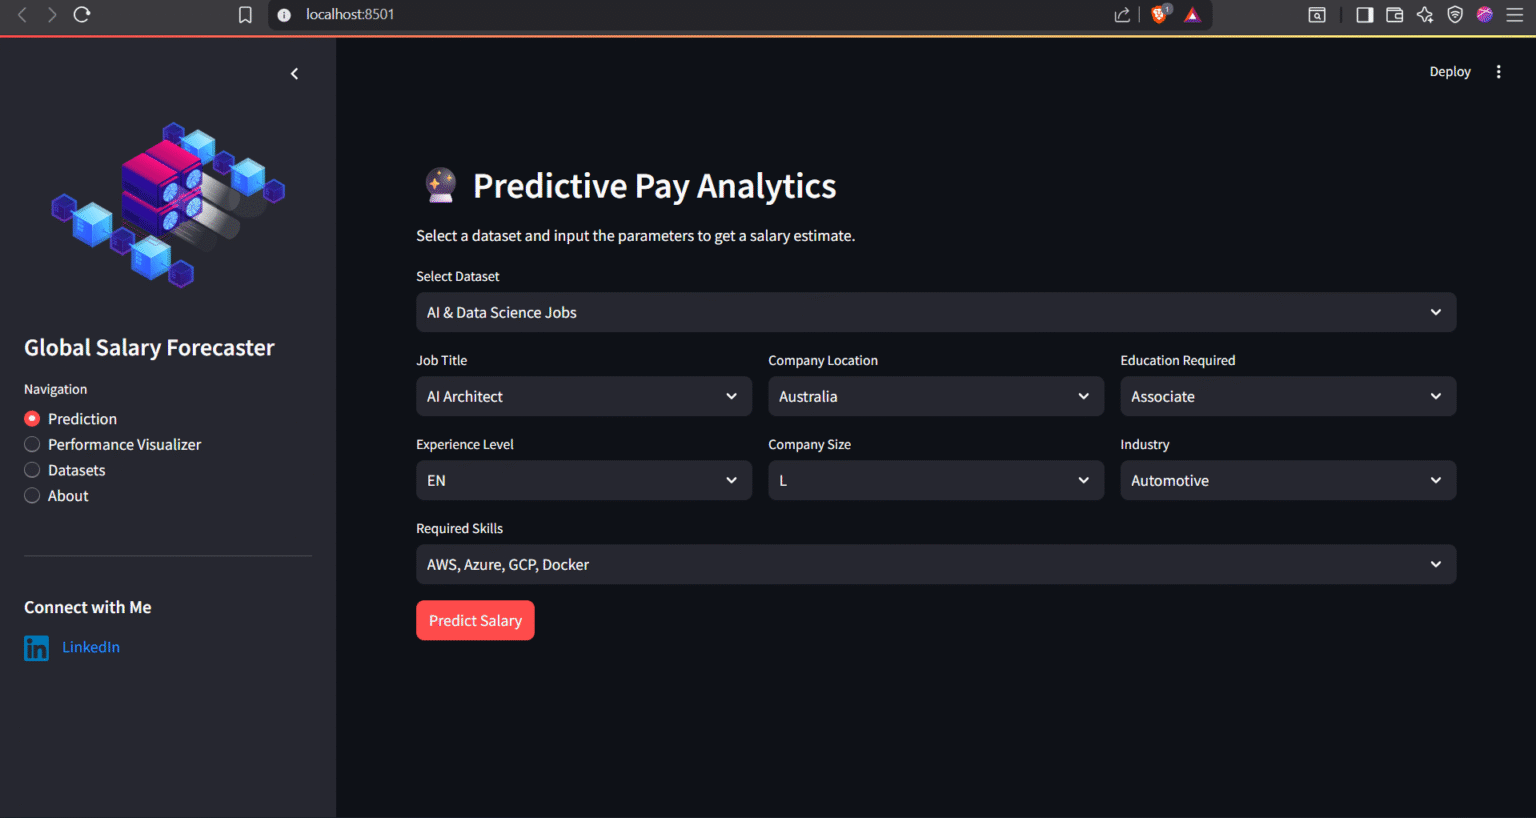 localhost:8501
1
Deploy
Global Salary Forecaster
Navigation
Prediction
Performance Visualizer
Datasets
About
Connect with Me
in LinkedIn
Predictive Pay Analytics
Select a dataset and input the parameters to get a salary estimate.
Select Dataset
AI & Data Science Jobs
Job Title Company Location Education Required
AI Architect Australia Associate
Experience Level Company Size Industry
EN L Automotive
Required Skills
AWS, Azure, GCP, Docker
Predict Salary